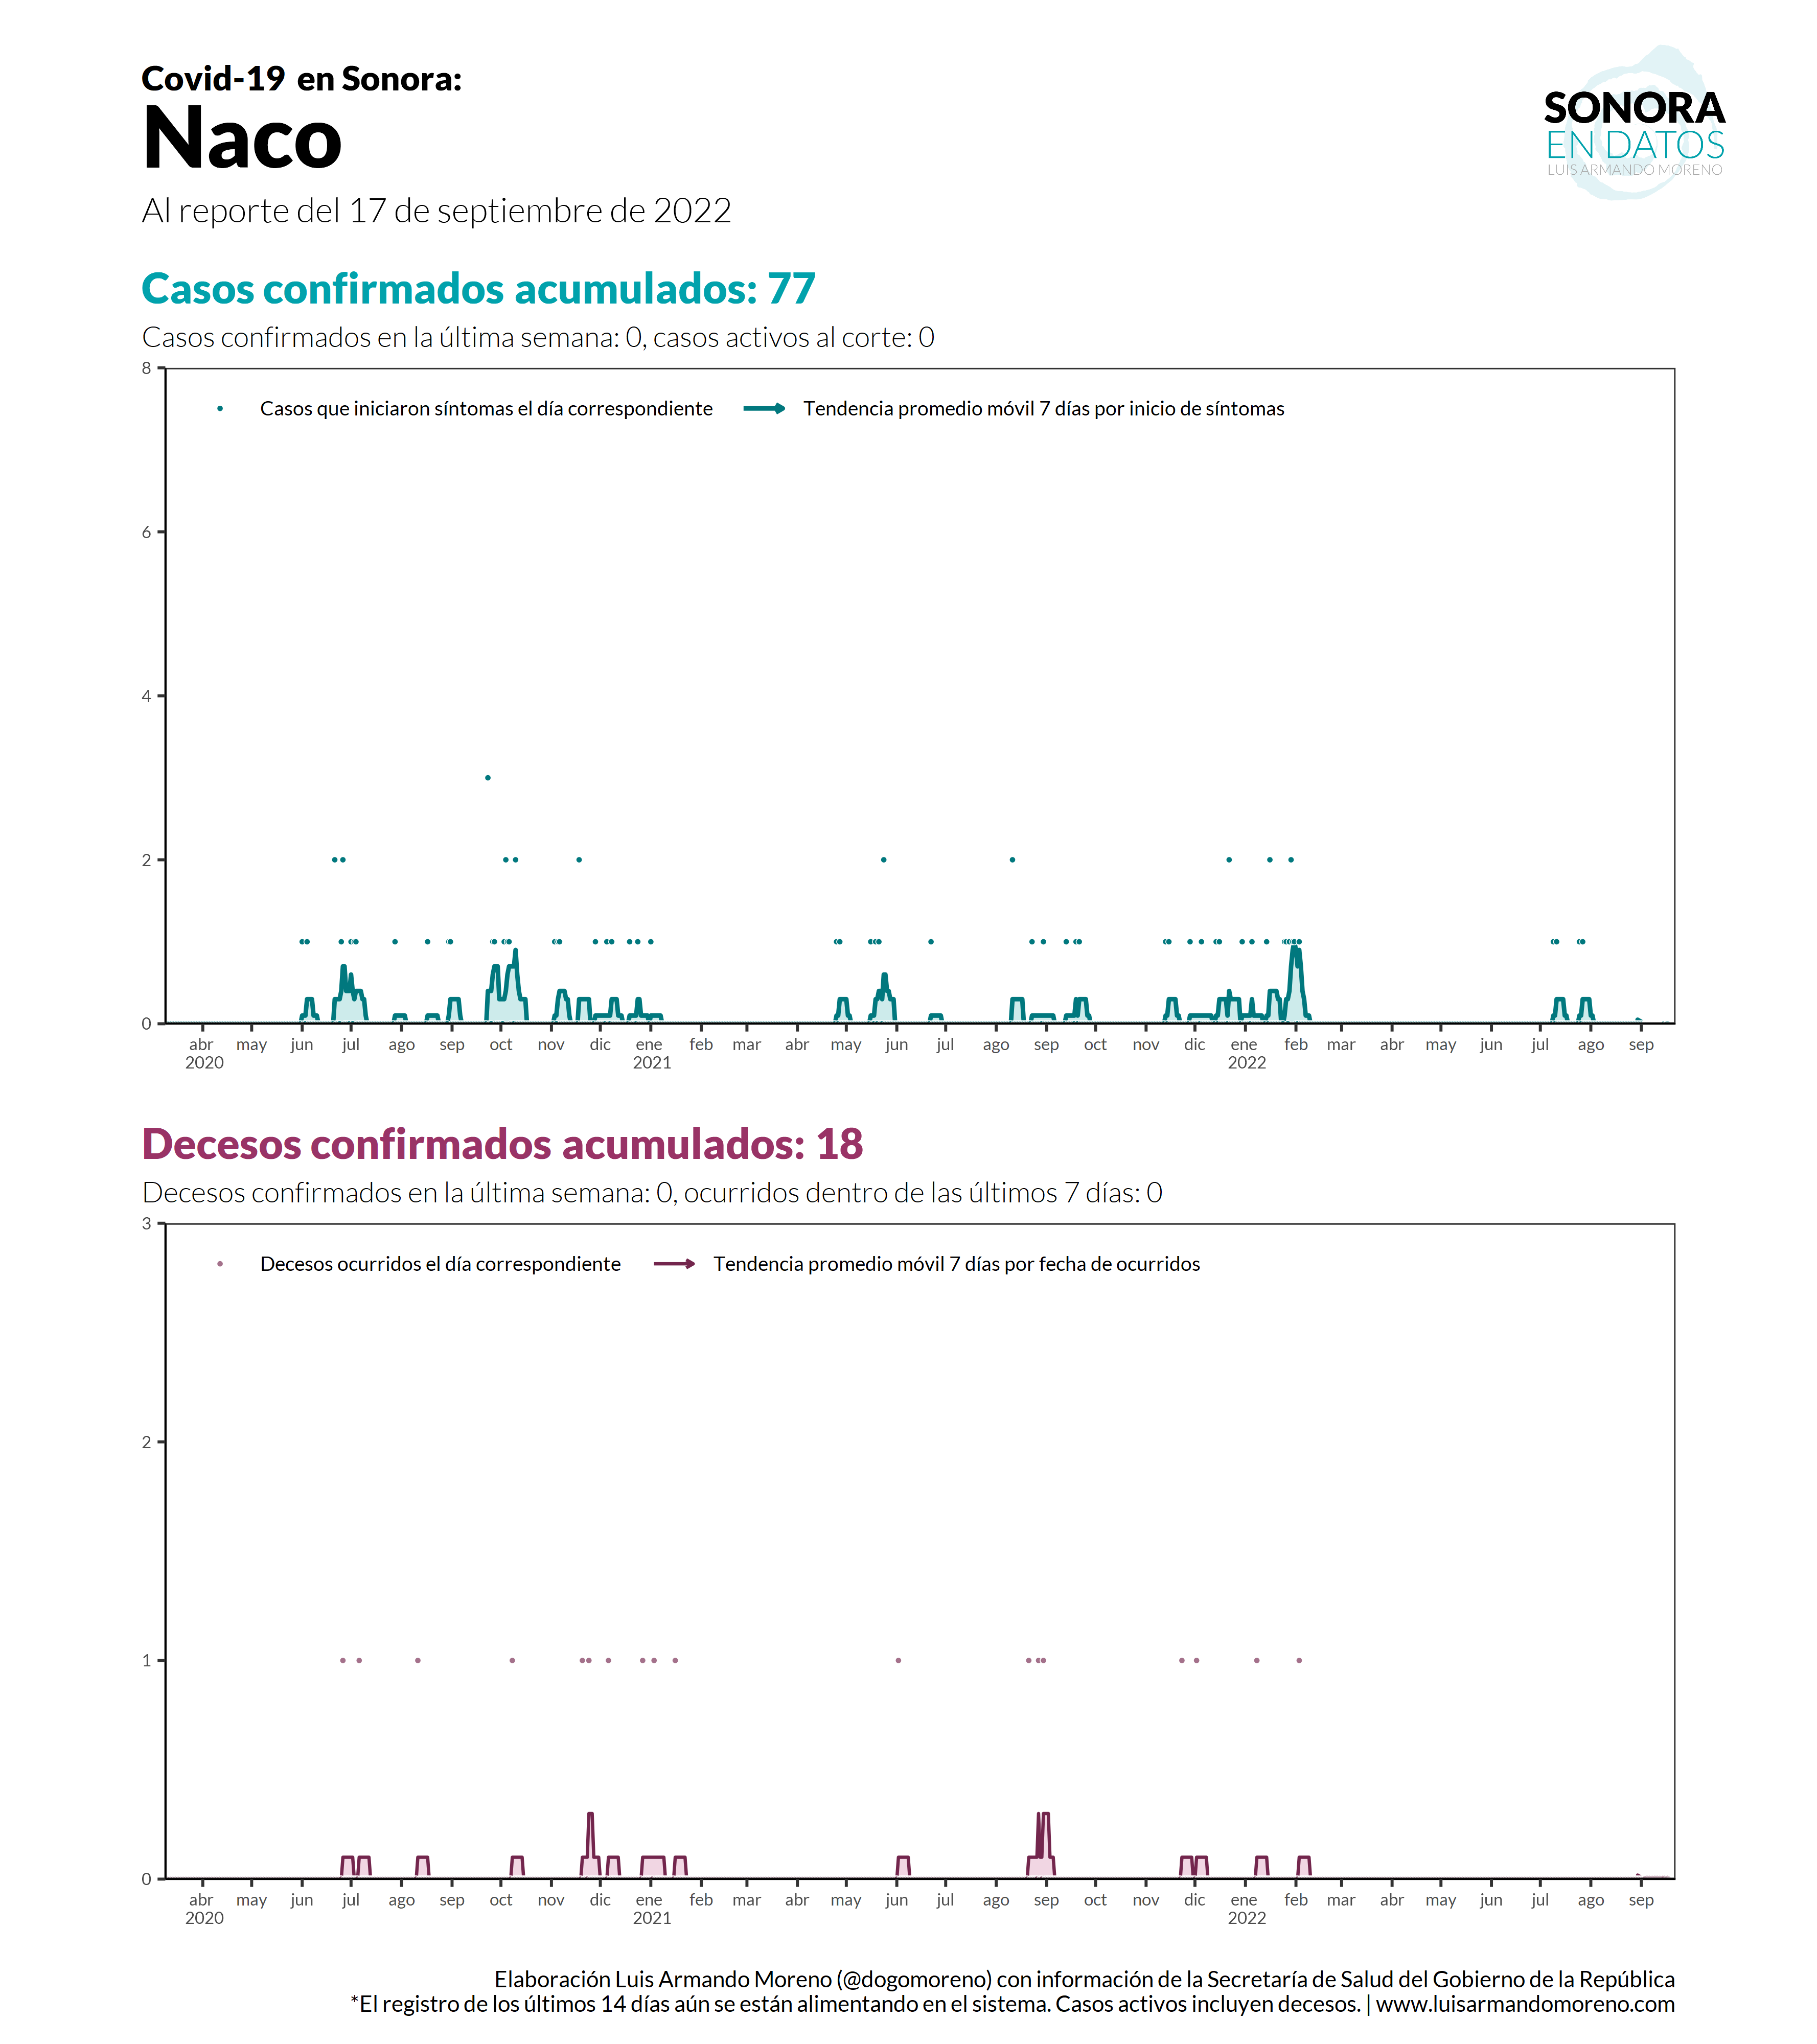 Covid-19 en Sonora:
Naco
Al reporte del 17 de septiembre de 2022
SONORA
EN DATOS
LUIS ARMANDO MORENO
Casos confirmados acumulados: 77
Casos confirmados en la última semana: 0, casos activos al corte: 0
8
Casos que iniciaron síntomas el día correspondiente Tendencia promedio móvil 7 días por inicio de síntomas
6
4
2
0
abr may jun jul ago sep oct nov dic ene feb mar abr may jun jul ago sep oct nov dic ene feb mar abr may jun jul ago sep
2020 2021 2022
Decesos confirmados acumulados: 18
Decesos confirmados en la última semana: 0, ocurridos dentro de las últimos 7 días: 0
3
Decesos ocurridos el día correspondiente Tendencia promedio móvil 7 días por fecha de ocurridos
2
1
0
abr may jun jul ago sep oct nov dic ene feb mar abr may jun jul ago sep oct nov dic ene feb mar abr may jun jul ago sep
2020 2021 2022
Elaboración Luis Armando Moreno (@dogomoreno) con información de la Secretaría de Salud del Gobierno de la República
*El registro de los últimos 14 días aún se están alimentando en el sistema. Casos activos incluyen decesos. | www.luisarmandomoreno.com